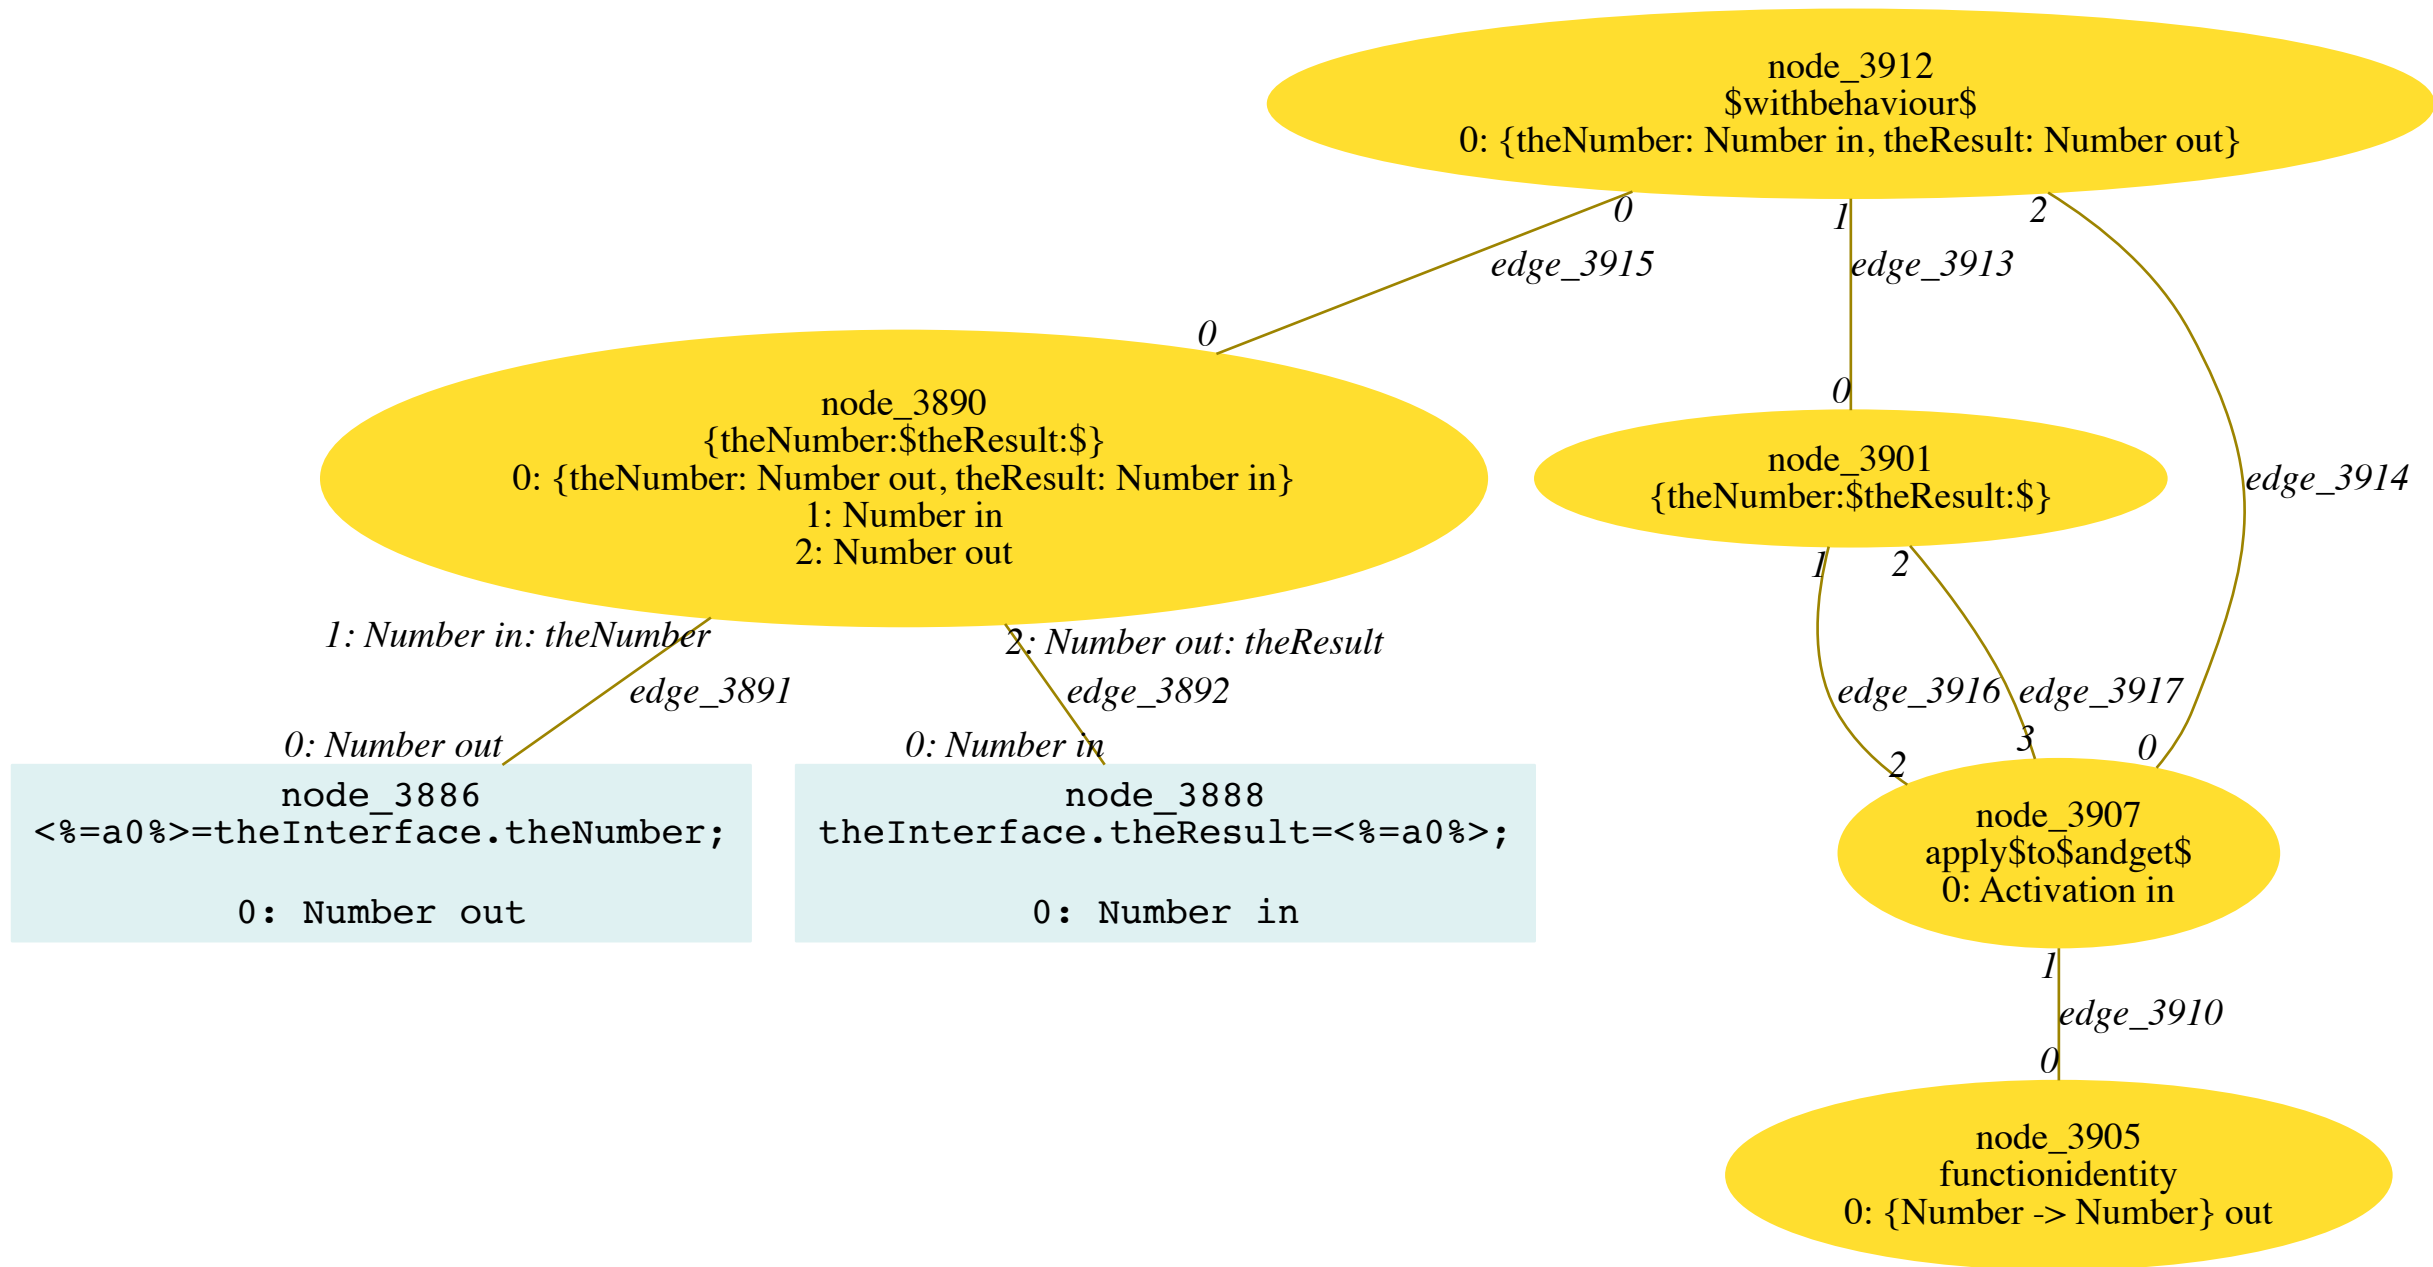 node_3912
$withbehaviour$
0: {theNumber: Number in, theResult: Number out}
0
1
2
edge_3915
edge_3913
0
0
node_3890
{theNumber:$theResult:$}
0: {theNumber: Number out, theResult: Number in}
1: Number in
2: Number out
node_3901
{theNumber:$theResult:$}
edge_3914
1
2
1: Number in: theNumber
2: Number out: theResult
edge_3891
edge_3892
edge_3916
edge_3917
0: Number out
0: Number in
2
3
0
node_3886
<%=a0%>=theInterface.theNumber;
0: Number out
node_3888
theInterface.theResult=<%=a0%>;
0: Number in
node_3907
apply$to$andget$
0: Activation in
1
edge_3910
0
node_3905
functionidentity
0: {Number -> Number} out